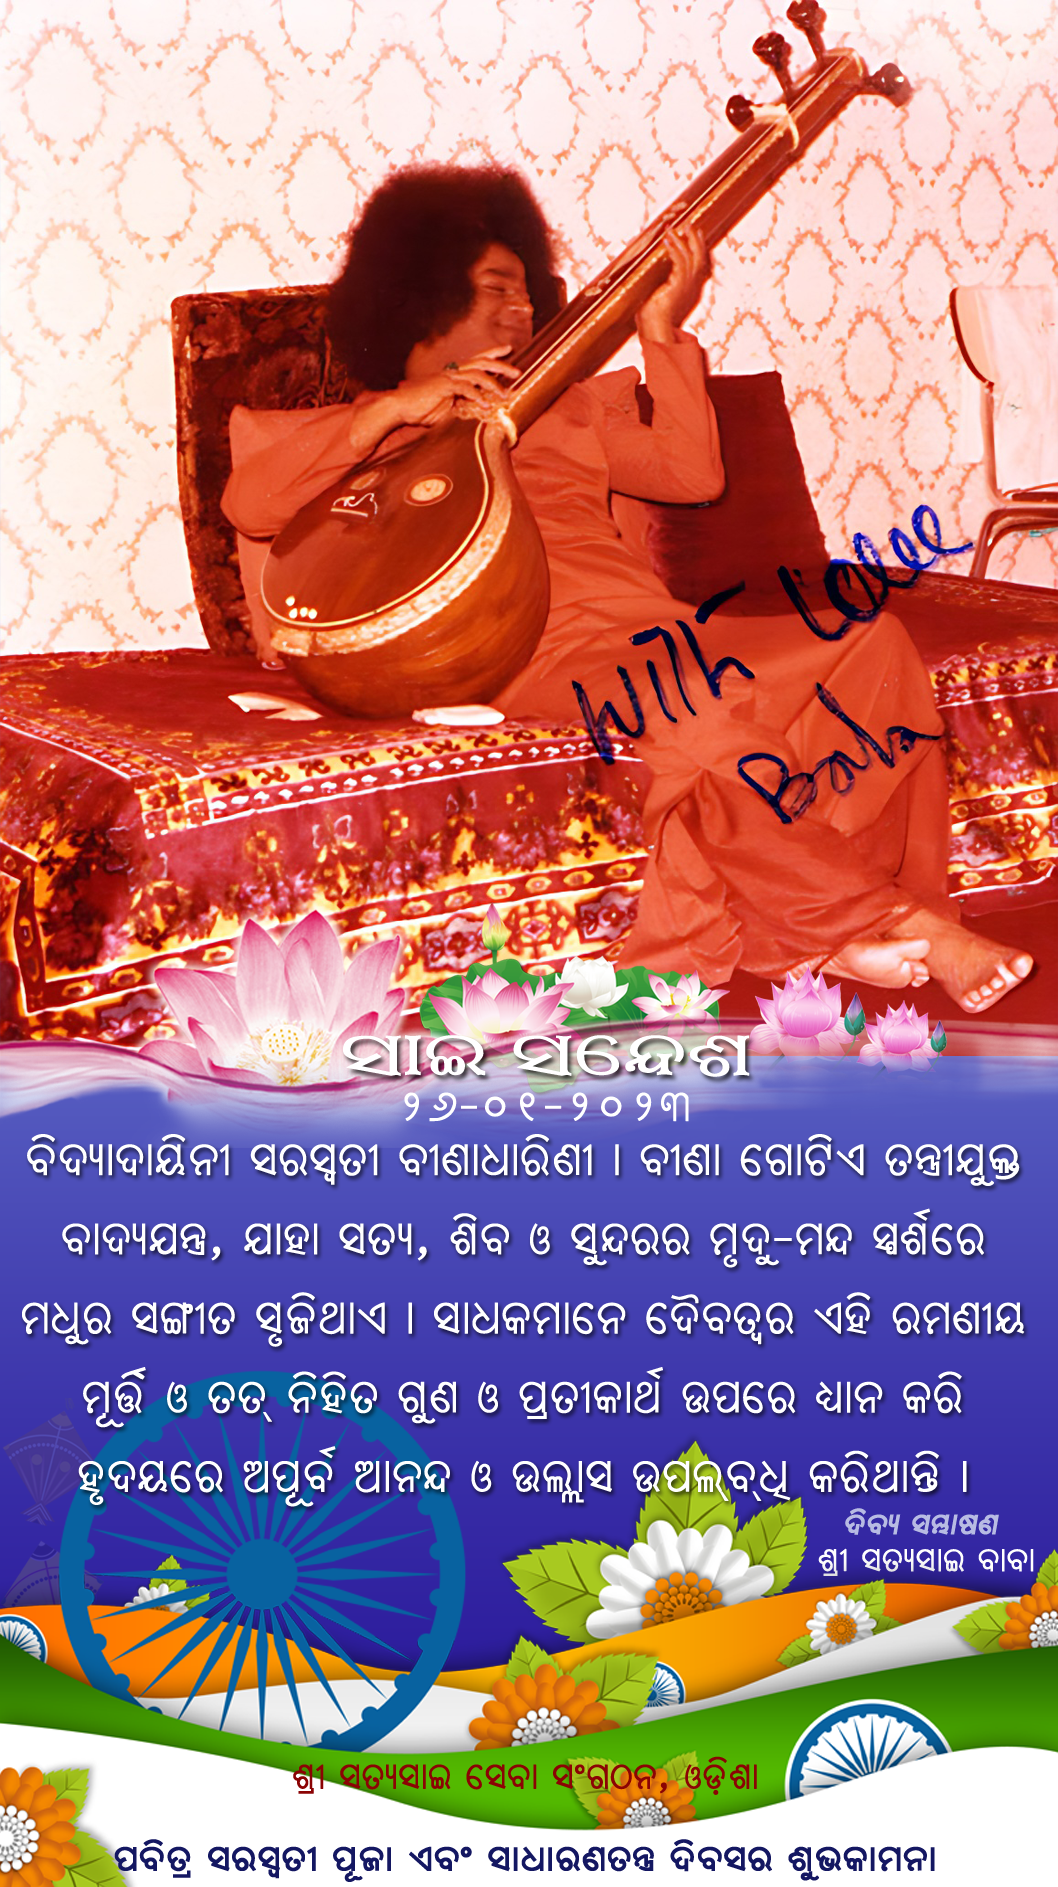 With Love
Baba
ସାଇ ସନ୍ଦେଶ
୨୬-୦୧-୨୦୨୩
ବିଦ୍ୟାଦାୟିନୀ ସରସ୍ୱତୀ ବୀଣାଧାରିଣୀ । ବୀଣା ଗୋଟିଏ ତନ୍ତ୍ରୀଯୁକ୍ତ
ବାଦ୍ୟଯନ୍ତ୍ର, ଯାହା ସତ୍ୟ, ଶିବ ଓ ସୁନ୍ଦରର ମୃଦୁ-ମନ୍ଦ ସ୍ପର୍ଶରେ
ମଧୁର ସଙ୍ଗୀତ ସୃଜିଥାଏ । ସାଧକମାନେ ଦୈବତ୍ୱର ଏହି ରମଣୀୟ
ମୂର୍ତ୍ତି ଓ ତତ୍ ନିହିତ ଗୁଣ ଓ ପ୍ରତୀକାର୍ଥ ଉପରେ ଧ୍ୟାନ କରି
ହୃଦୟରେ ଅପୂର୍ବ ଆନନ୍ଦ ଓ ଉଲ୍ଲାସ ଉପଲ୍‌ବ୍‌ଧି କରିଥାନ୍ତି ।
ଦିବ୍ୟ ସମ୍ଭାଷଣ
ଶ୍ରୀ ସତ୍ୟସାଇ ବାବା
ଶ୍ରୀ ସତ୍ୟସାଇ ସେବା ସଂଗଠନ, ଓଡ଼ିଶା
ପବିତ୍ର ସରସ୍ୱତୀ ପୂଜା ଏବଂ ସାଧାରଣତନ୍ତ୍ର ଦିବସର ଶୁଭକାମନା